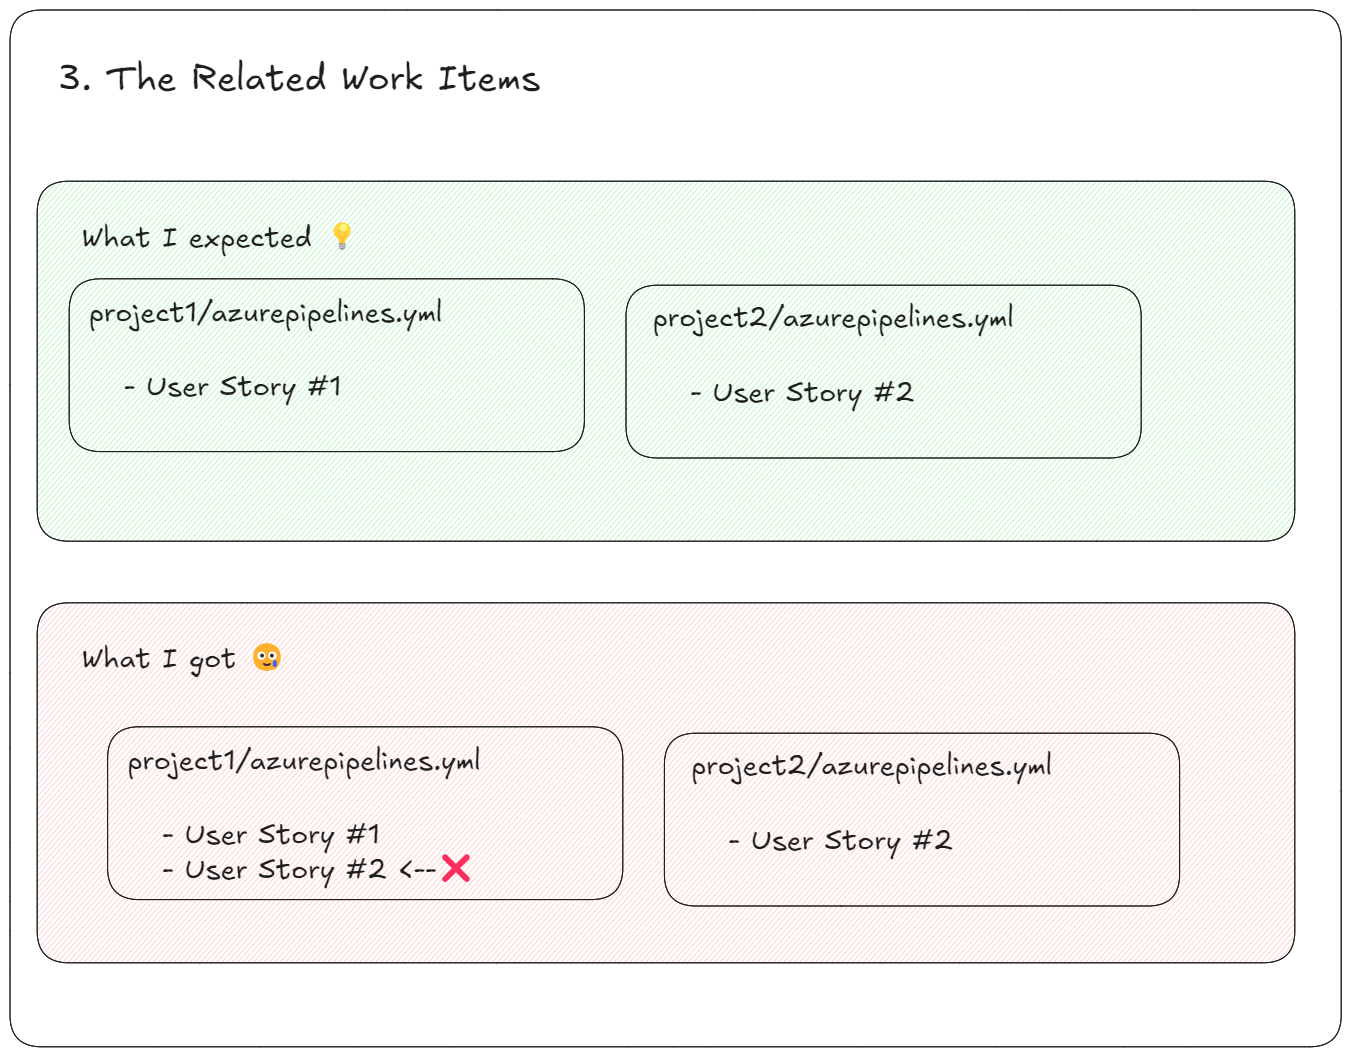 3. The Related Work Items
What I expected 💡
project1/azurepipelines.yml
- User Story #1
project2/azurepipelines.yml
- User Story #2
What I got 🥲
project1/azurepipelines.yml
- User Story #1
- User Story #2 <--❌
project2/azurepipelines.yml
- User Story #2